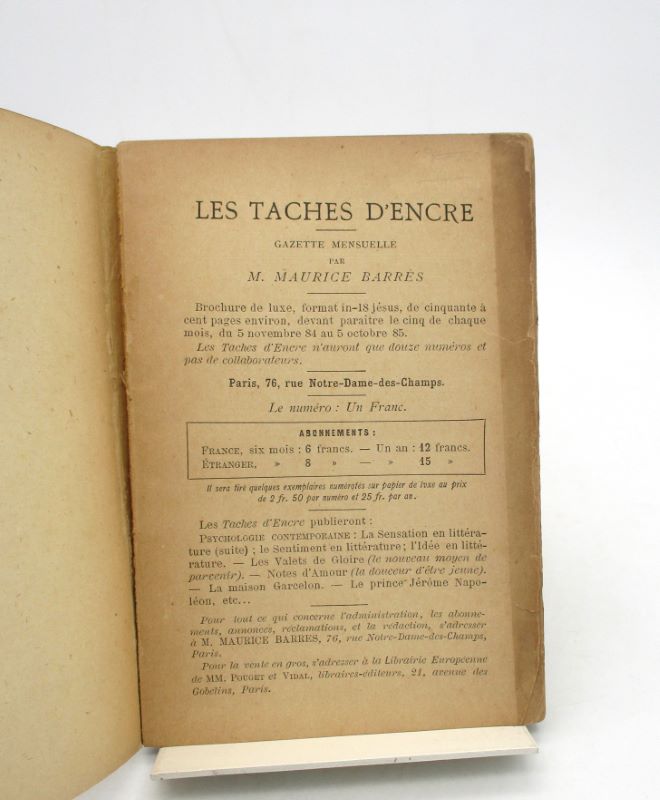 LES TACHES D'ENCRE
GAZETTE MENSUELLE
PAR
M. MAURICE BARRÈS
Brochure de luxe, format in-18 jésus, de cinquante à
cent pages environ, devant paraître le cinq de chaque
mois, du 5 novembre 84 au 5 octobre 85.
Les Taches d'Encre n'auront que douze numéros et
pas de collaborateurs.
Paris, 76, rue Notre-Dame-des-Champs.
Le numéro : Un Franc.
ABONNEMENTS :
FRANCE, six mois : 6 francs. — Un an : 12 francs.
ÉTRANGER, » 8 » — » 15 »
Il sera tiré quelques exemplaires numérotés sur papier de luxe au prix
de 2 fr. 50 par numéro et 25 fr. par an.
Les Taches d'Encre publieront :
PSYCHOLOGIE CONTEMPORAINE : La Sensation en littéra-
ture (suite) ; le Sentiment en littérature ; l'Idée en litté-
rature. — Les Valets de Gloire (le nouveau moyen de
parvenir). — Notes d'Amour (la douceur d'être jeune).
— La maison Garcelon. — Le prince Jérôme Napo-
léon, etc...
Pour tout ce qui concerne l'administration, les abonne-
ments, annonces, réclamations, et la rédaction, s'adresser
à M. MAURICE BARRÈS, 76, rue Notre-Dame-des-Champs,
Paris.
Pour la vente en gros, s'adresser à la Librairie Européenne
de MM. POUGET et VIDAL, libraires-éditeurs, 21, avenue des
Gobelins, Paris.